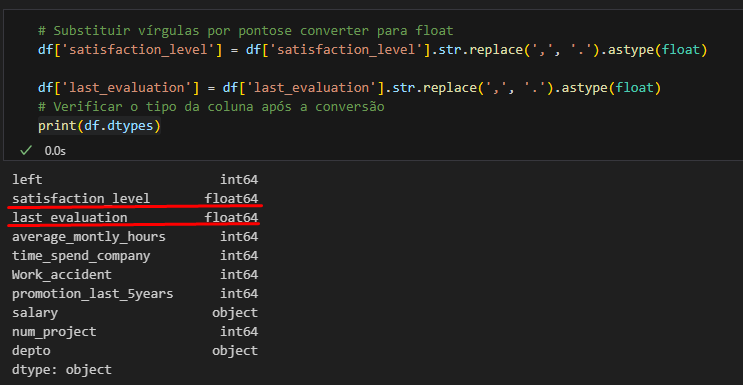 # Substituir vírgulas por pontose converter para float
df['satisfaction_level'] = df['satisfaction_level'].str.replace(',', '.').astype(float)
df['last_evaluation'] = df['last_evaluation'].str.replace(',', '.').astype(float)
# Verificar o tipo da coluna após a conversão
print(df.dtypes)
0.0s
left int64
satisfaction_level float64
last_evaluation float64
average_montly_hours int64
time_spend_company int64
Work_accident int64
promotion_last_5years int64
salary object
num_project int64
depto object
dtype: object